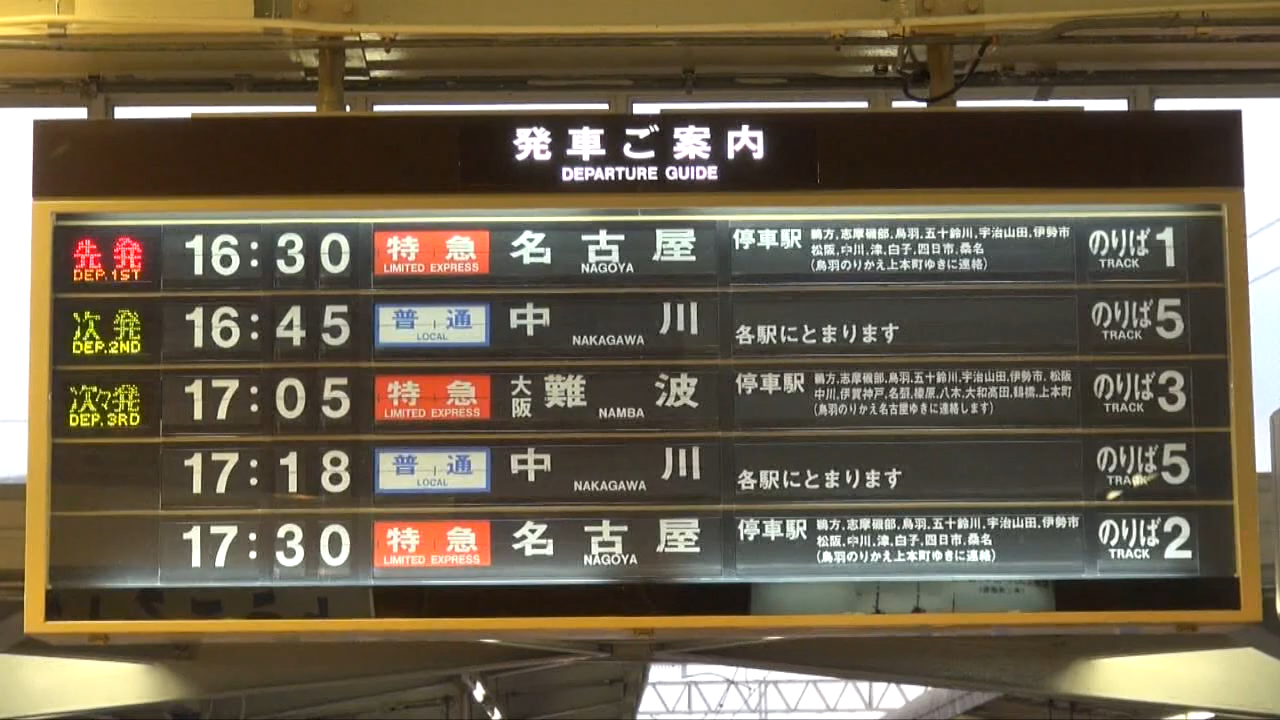 発車ご案内
DEPARTURE GUIDE
先発 DEP.1ST 16:30 特急 LIMITED EXPRESS 名古屋 NAGOYA 停車駅 鵜方,志摩磯部,鳥羽,五十鈴川,宇治山田,伊勢市
松阪,中川,津,白子,四日市,桑名
(鳥羽のりかえ上本町ゆきに連絡) のりば1 TRACK
次発 DEP.2ND 16:45 普通 LOCAL 中川 NAKAGAWA 各駅にとまります のりば5 TRACK
次々発 DEP.3RD 17:05 特急 LIMITED EXPRESS 大阪難波 NAMBA 停車駅 鵜方,志摩磯部,鳥羽,五十鈴川,宇治山田,伊勢市,松阪
中川,伊賀神戸,名張,榛原,八木,大和高田,鶴橋,上本町
(鳥羽のりかえ名古屋ゆきに連絡します) のりば3 TRACK
17:18 普通 LOCAL 中川 NAKAGAWA 各駅にとまります のりば5 TRACK
17:30 特急 LIMITED EXPRESS 名古屋 NAGOYA 停車駅 鵜方,志摩磯部,鳥羽,五十鈴川,宇治山田,伊勢市
松阪,中川,津,白子,四日市,桑名
(鳥羽のりかえ上本町ゆきに連絡) のりば2 TRACK